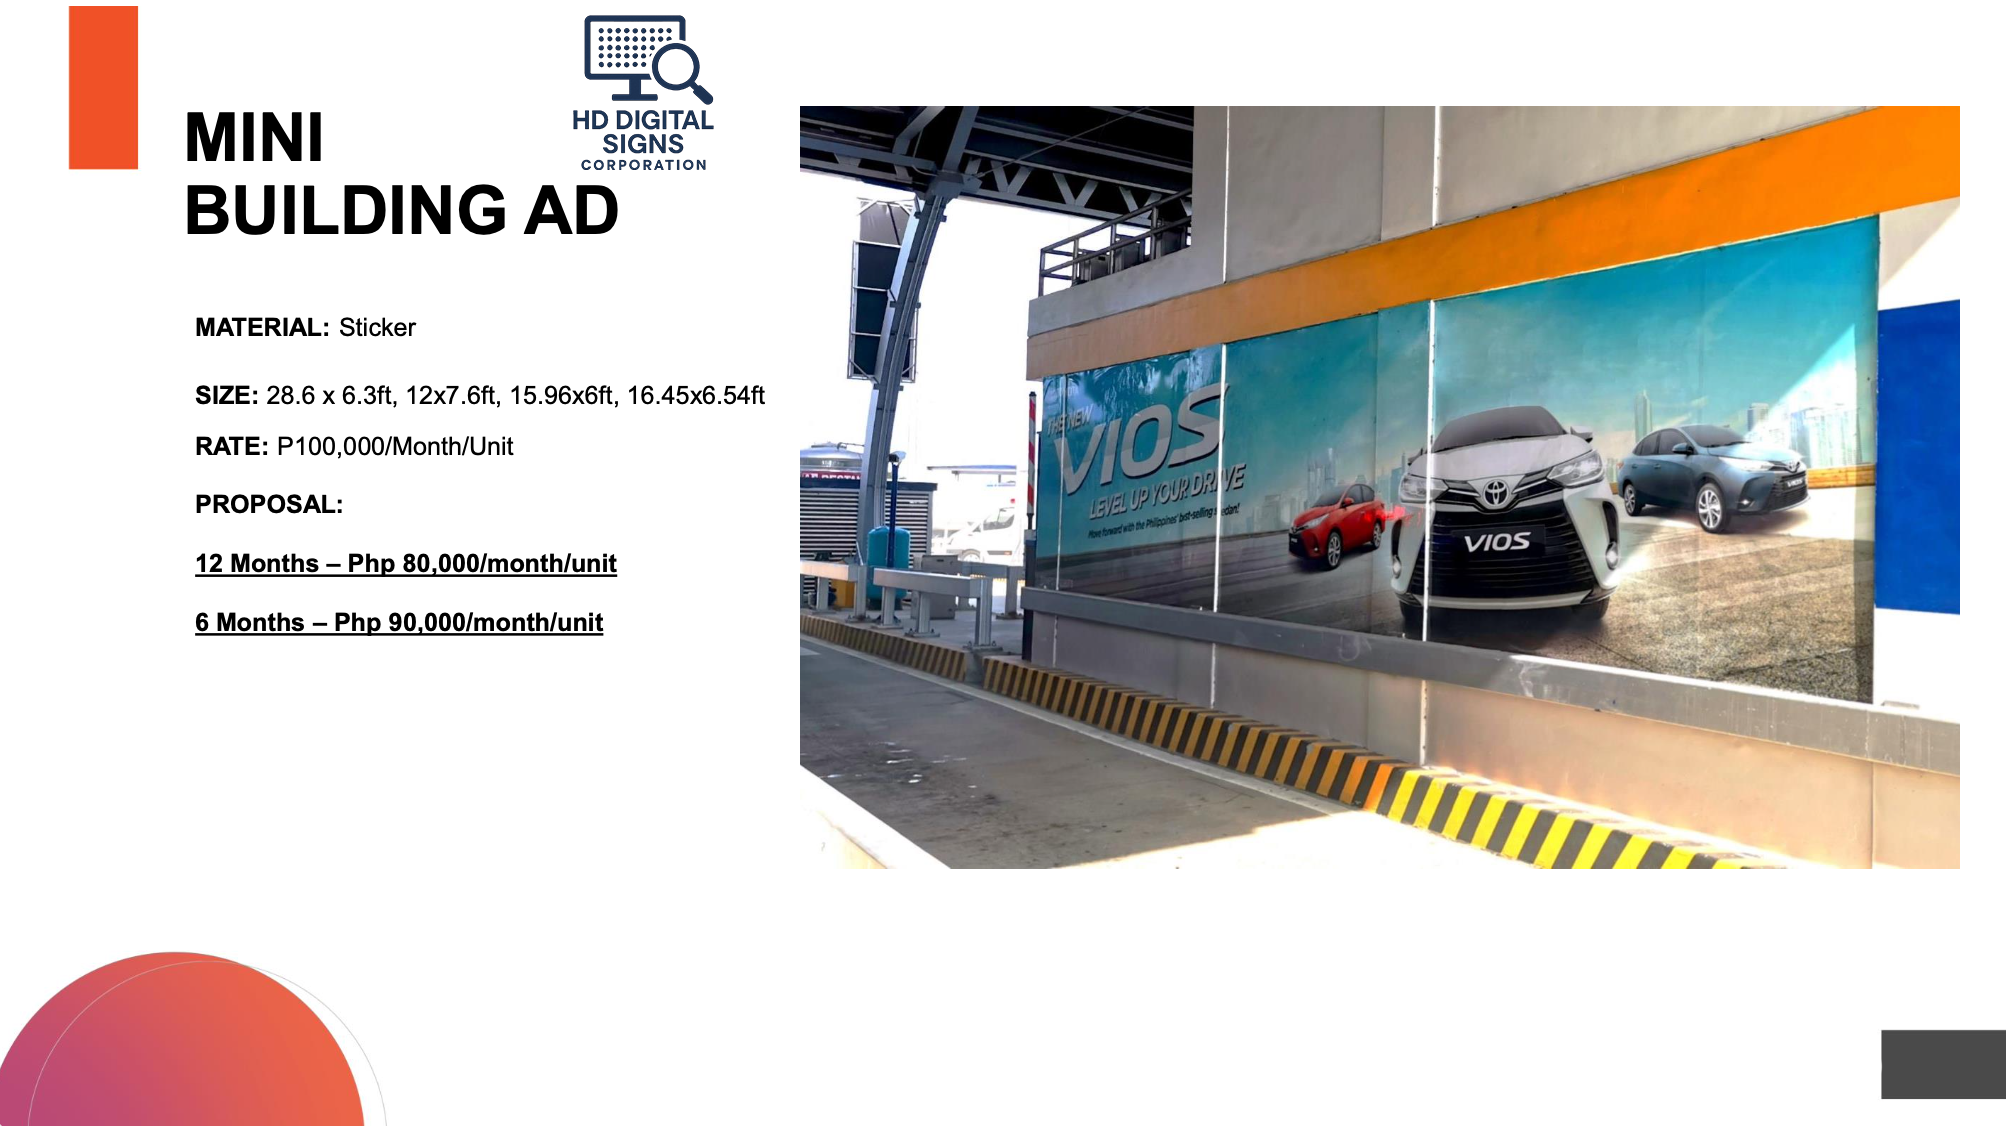 MINI
BUILDING AD
HD DIGITAL
SIGNS
CORPORATION
MATERIAL: Sticker
SIZE: 28.6 x 6.3ft, 12x7.6ft, 15.96x6ft, 16.45x6.54ft
RATE: P100,000/Month/Unit
PROPOSAL:
12 Months – Php 80,000/month/unit
6 Months – Php 90,000/month/unit
THE NEW
VIOS
LEVEL UP YOUR DRIVE
Move forward with the Philippines' best-selling sedan!
VIOS